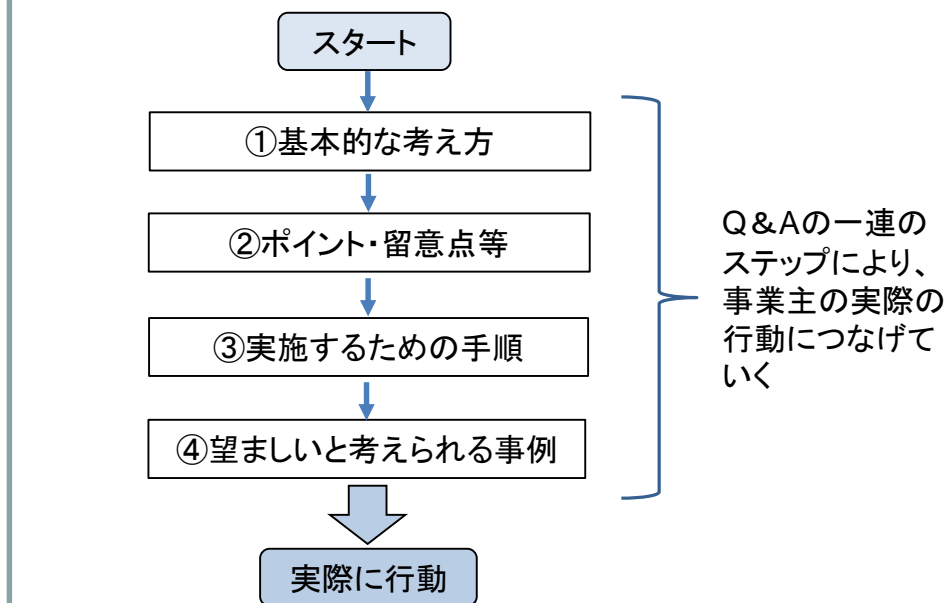 スタート
①基本的な考え方
②ポイント・留意点等
③実施するための手順
④望ましいと考えられる事例
実際に行動
Q&Aの一連の
ステップにより、
事業主の実際の
行動につなげて
いく